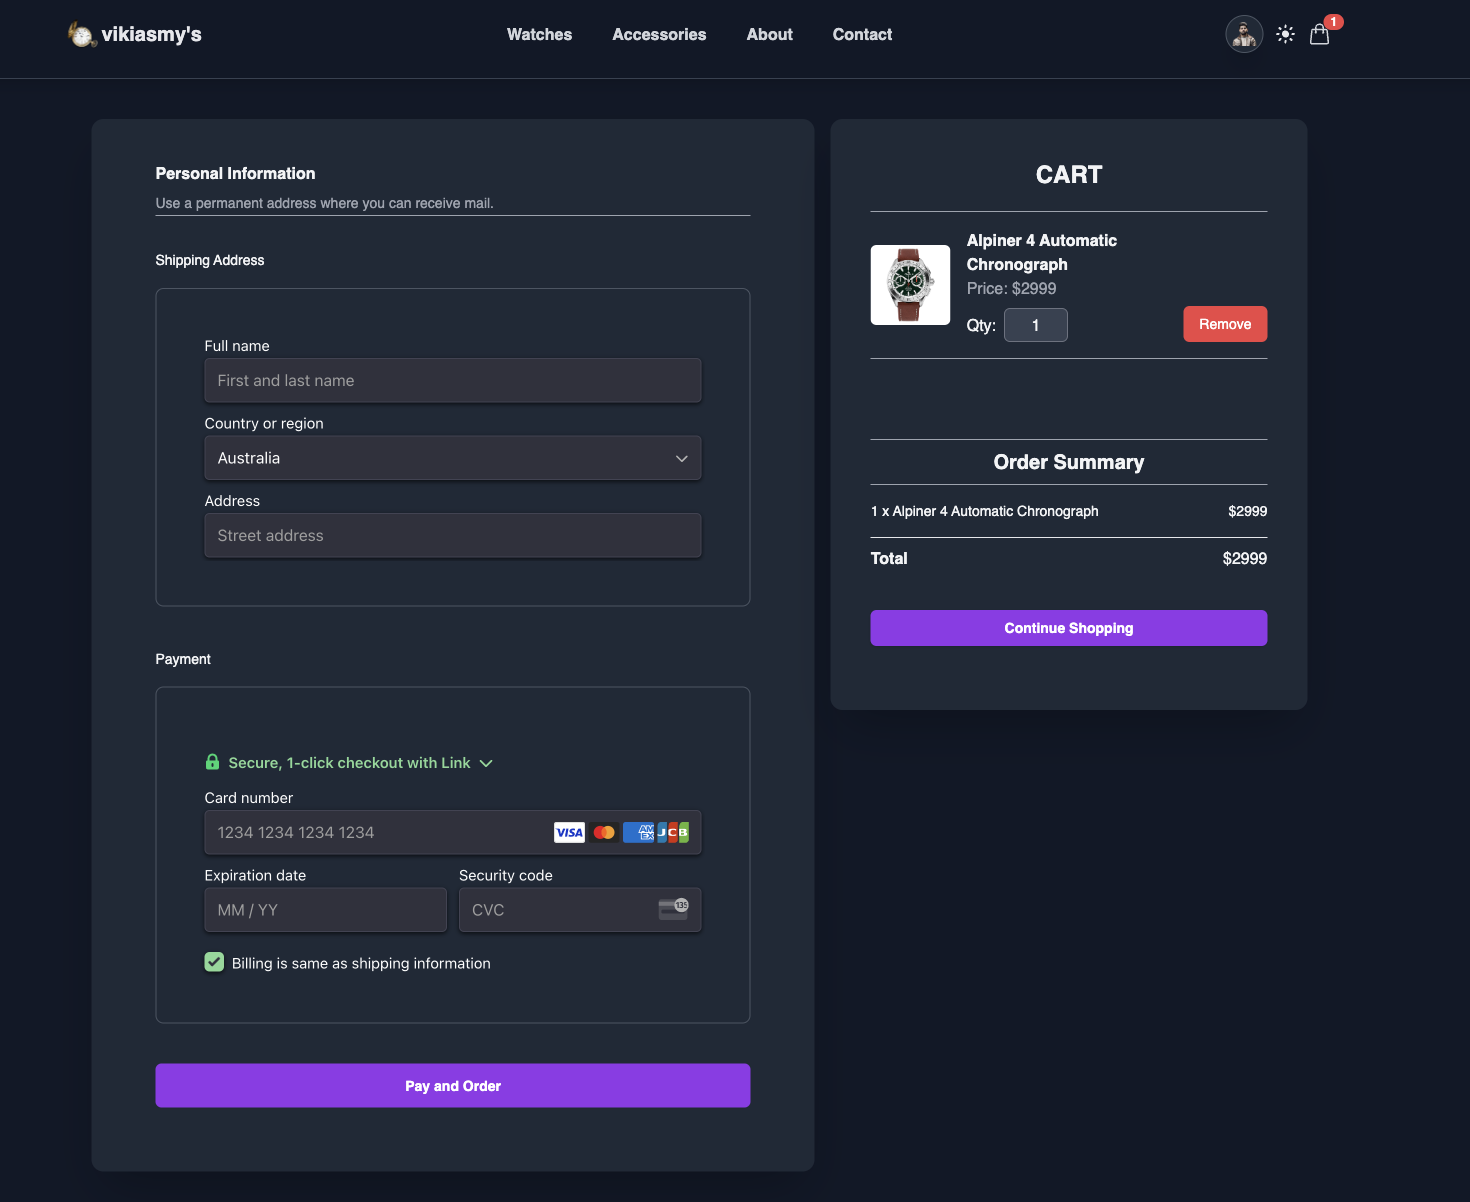 vikiasmy's
Watches
Accessories
About
Contact
1
Personal Information
Use a permanent address where you can receive mail.
Shipping Address
Full name
First and last name
Country or region
Australia
Address
Street address
Payment
Secure, 1-click checkout with Link
Card number
1234 1234 1234 1234
VISA
AM
EX
JCB
Expiration date
Security code
MM / YY
CVC
135
Billing is same as shipping information
Pay and Order
CART
Alpiner 4 Automatic
Chronograph
Price: $2999
Qty:
1
Remove
Order Summary
1 x Alpiner 4 Automatic Chronograph
$2999
Total
$2999
Continue Shopping